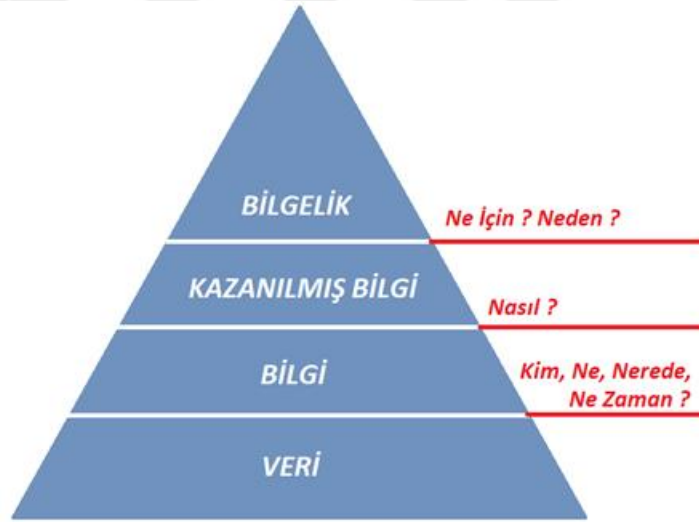 BİLGELİK
Ne İçin ? Neden ?
KAZANILMIŞ BİLGİ
Nasıl ?
BİLGİ
Kim, Ne, Nerede,
Ne Zaman ?
VERİ